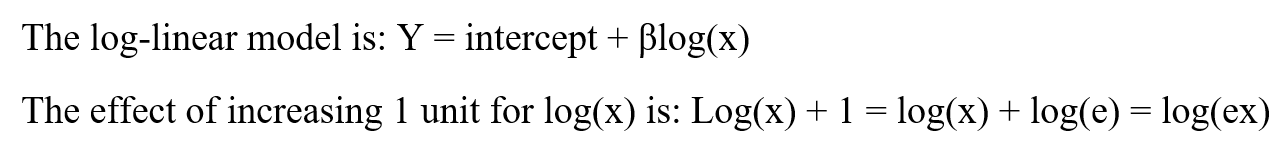 The log-linear model is: Y = intercept + βlog(x)
The effect of increasing 1 unit for log(x) is: Log(x) + 1 = log(x) + log(e) = log(ex)